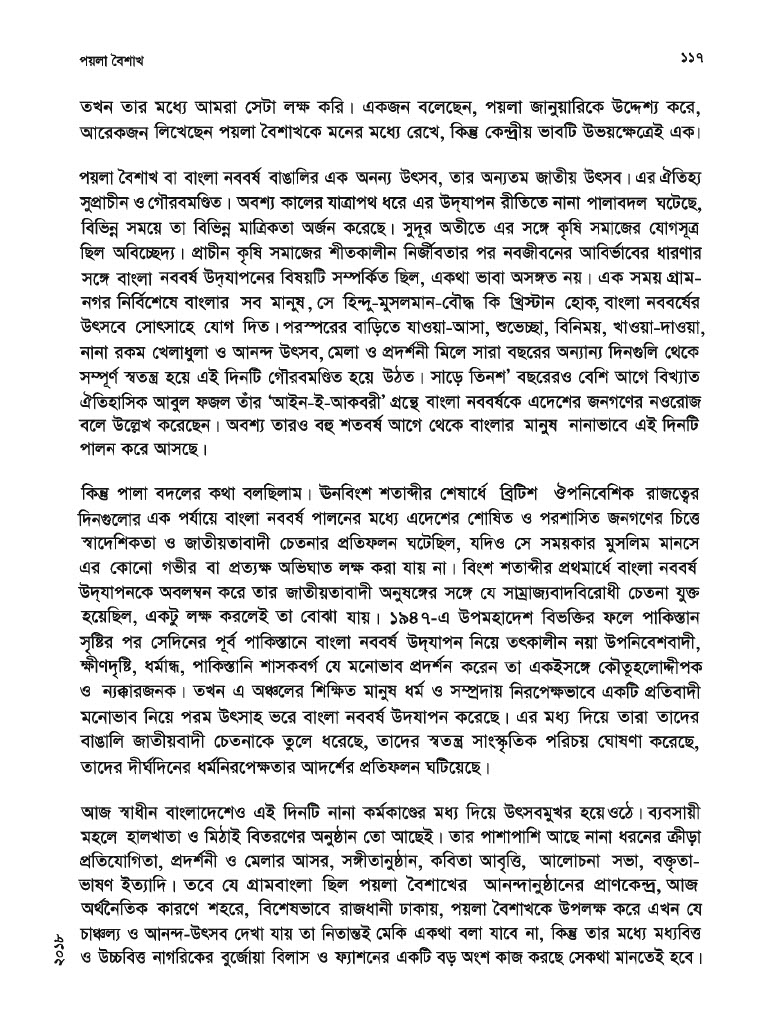 পয়লা বৈশাখ
১১৭
তখন তার মধ্যে আমরা সেটা লক্ষ করি। একজন বলেছেন, পয়লা জানুয়ারিকে উদ্দেশ্য করে,
আরেকজন লিখেছেন পয়লা বৈশাখকে মনের মধ্যে রেখে, কিন্তু কেন্দ্রীয় ভাবটি উভয়ক্ষেত্রেই এক।
পয়লা বৈশাখ বা বাংলা নববর্ষ বাঙালির এক অনন্য উৎসব, তার অন্যতম জাতীয় উৎসব। এর ঐতিহ্য
সুপ্রাচীন ও গৌরবমণ্ডিত। অবশ্য কালের যাত্রাপথ ধরে এর উদ্‌যাপন রীতিতে নানা পালাবদল ঘটেছে,
বিভিন্ন সময়ে তা বিভিন্ন মাত্রিকতা অর্জন করেছে। সুদূর অতীতে এর সঙ্গে কৃষি সমাজের যোগসূত্র
ছিল অবিচ্ছেদ্য। প্রাচীন কৃষি সমাজের শীতকালীন নির্জীবতার পর নবজীবনের আবির্ভাবের ধারণার
সঙ্গে বাংলা নববর্ষ উদ্‌যাপনের বিষয়টি সম্পর্কিত ছিল, একথা ভাবা অসঙ্গত নয়। এক সময় গ্রাম-
নগর নির্বিশেষে বাংলার সব মানুষ, সে হিন্দু-মুসলমান-বৌদ্ধ কি খ্রিস্টান হোক, বাংলা নববর্ষের
উৎসবে সোৎসাহে যোগ দিত। পরস্পরের বাড়িতে যাওয়া-আসা, শুভেচ্ছা, বিনিময়, খাওয়া-দাওয়া,
নানা রকম খেলাধুলা ও আনন্দ উৎসব, মেলা ও প্রদর্শনী মিলে সারা বছরের অন্যান্য দিনগুলি থেকে
সম্পূর্ণ স্বতন্ত্র হয়ে এই দিনটি গৌরবমণ্ডিত হয়ে উঠত। সাড়ে তিনশ’ বছরেরও বেশি আগে বিখ্যাত
ঐতিহাসিক আবুল ফজল তাঁর ‘আইন-ই-আকবরী’ গ্রন্থে বাংলা নববর্ষকে এদেশের জনগণের নওরোজ
বলে উল্লেখ করেছেন। অবশ্য তারও বহু শতবর্ষ আগে থেকে বাংলার মানুষ নানাভাবে এই দিনটি
পালন করে আসছে।
কিন্তু পালা বদলের কথা বলছিলাম। ঊনবিংশ শতাব্দীর শেষার্ধে ব্রিটিশ ঔপনিবেশিক রাজত্বের
দিনগুলোর এক পর্যায়ে বাংলা নববর্ষ পালনের মধ্যে এদেশের শোষিত ও পরশাসিত জনগণের চিত্তে
স্বাদেশিকতা ও জাতীয়তাবাদী চেতনার প্রতিফলন ঘটেছিল, যদিও সে সময়কার মুসলিম মানসে
এর কোনো গভীর বা প্রত্যক্ষ অভিঘাত লক্ষ করা যায় না। বিংশ শতাব্দীর প্রথমার্ধে বাংলা নববর্ষ
উদ্‌যাপনকে অবলম্বন করে তার জাতীয়তাবাদী অনুষঙ্গের সঙ্গে যে সাম্রাজ্যবাদবিরোধী চেতনা যুক্ত
হয়েছিল, একটু লক্ষ করলেই তা বোঝা যায়। ১৯৪৭-এ উপমহাদেশ বিভক্তির ফলে পাকিস্তান
সৃষ্টির পর সেদিনের পূর্ব পাকিস্তানে বাংলা নববর্ষ উদ্‌যাপন নিয়ে তৎকালীন নয়া উপনিবেশবাদী,
ক্ষীণদৃষ্টি, ধর্মান্ধ, পাকিস্তানি শাসকবর্গ যে মনোভাব প্রদর্শন করেন তা একইসঙ্গে কৌতূহলোদ্দীপক
ও ন্যক্কারজনক। তখন এ অঞ্চলের শিক্ষিত মানুষ ধর্ম ও সম্প্রদায় নিরপেক্ষভাবে একটি প্রতিবাদী
মনোভাব নিয়ে পরম উৎসাহ ভরে বাংলা নববর্ষ উদযাপন করেছে। এর মধ্য দিয়ে তারা তাদের
বাঙালি জাতীয়বাদী চেতনাকে তুলে ধরেছে, তাদের স্বতন্ত্র সাংস্কৃতিক পরিচয় ঘোষণা করেছে,
তাদের দীর্ঘদিনের ধর্মনিরপেক্ষতার আদর্শের প্রতিফলন ঘটিয়েছে।
আজ স্বাধীন বাংলাদেশেও এই দিনটি নানা কর্মকাণ্ডের মধ্য দিয়ে উৎসবমুখর হয়ে ওঠে। ব্যবসায়ী
মহলে হালখাতা ও মিঠাই বিতরণের অনুষ্ঠান তো আছেই। তার পাশাপাশি আছে নানা ধরনের ক্রীড়া
প্রতিযোগিতা, প্রদর্শনী ও মেলার আসর, সঙ্গীতানুষ্ঠান, কবিতা আবৃত্তি, আলোচনা সভা, বক্তৃতা-
ভাষণ ইত্যাদি। তবে যে গ্রামবাংলা ছিল পয়লা বৈশাখের আনন্দানুষ্ঠানের প্রাণকেন্দ্র, আজ
অর্থনৈতিক কারণে শহরে, বিশেষভাবে রাজধানী ঢাকায়, পয়লা বৈশাখকে উপলক্ষ করে এখন যে
চাঞ্চল্য ও আনন্দ-উৎসব দেখা যায় তা নিতান্তই মেকি একথা বলা যাবে না, কিন্তু তার মধ্যে মধ্যবিত্ত
ও উচ্চবিত্ত নাগরিকের বুর্জোয়া বিলাস ও ফ্যাশনের একটি বড় অংশ কাজ করছে সেকথা মানতেই হবে।
২০১৮